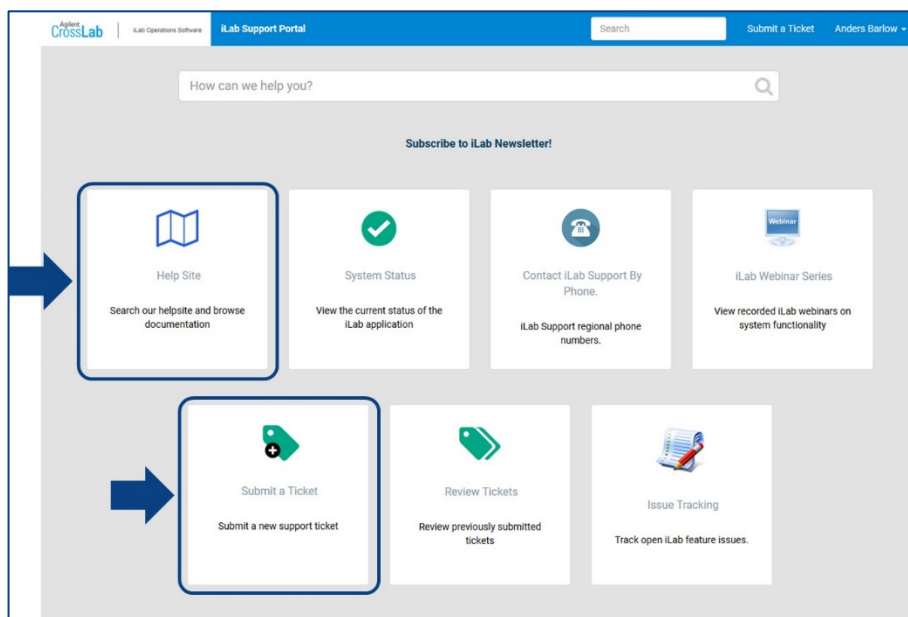 Agilent
CrossLab
iLab Operations Software
iLab Support Portal
Search
Submit a Ticket
Anders Barlow
How can we help you?
Subscribe to iLab Newsletter!
Help Site
Search our helpsite and browse
documentation
System Status
View the current status of the
iLab application
Contact iLab Support By
Phone.
iLab Support regional phone
numbers.
Webinar
iLab Webinar Series
View recorded iLab webinars on
system functionality
Submit a Ticket
Submit a new support ticket
Review Tickets
Review previously submitted
tickets
Issue Tracking
Track open iLab feature issues.